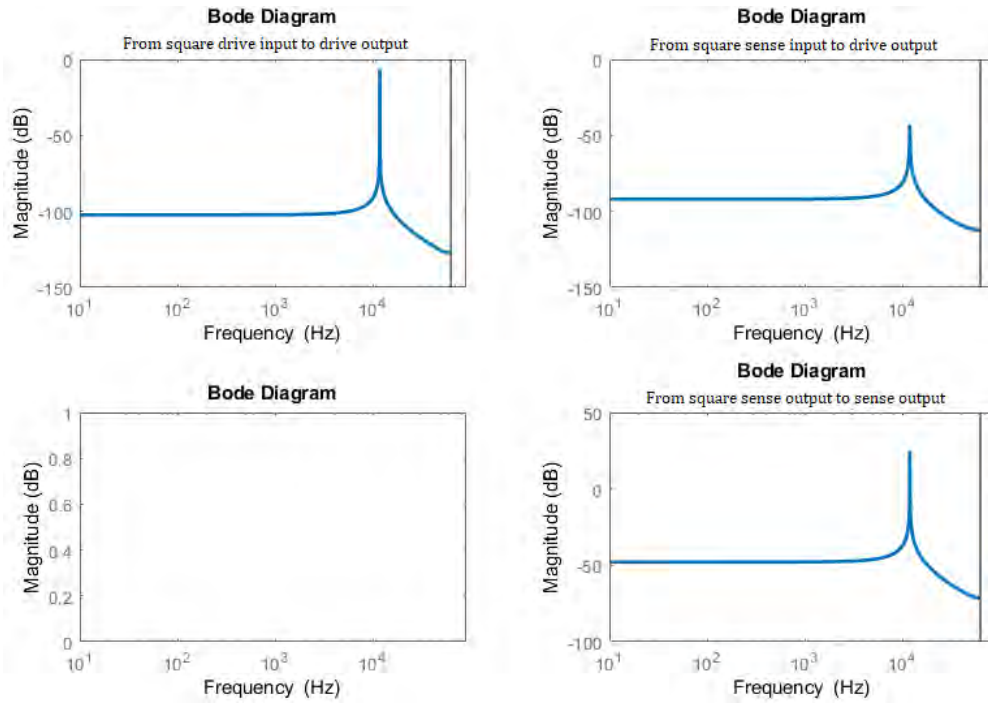 Bode Diagram
From square drive input to drive output
0
-50
-100
-150
Magnitude (dB)
10^1
10^2
10^3
10^4
Frequency (Hz)
Bode Diagram
From square sense input to drive output
0
-50
-100
-150
Magnitude (dB)
10^1
10^2
10^3
10^4
Frequency (Hz)
Bode Diagram
1
0.8
0.6
0.4
0.2
0
Magnitude (dB)
10^1
10^2
10^3
10^4
Frequency (Hz)
Bode Diagram
From square sense output to sense output
50
0
-50
-100
Magnitude (dB)
10^1
10^2
10^3
10^4
Frequency (Hz)